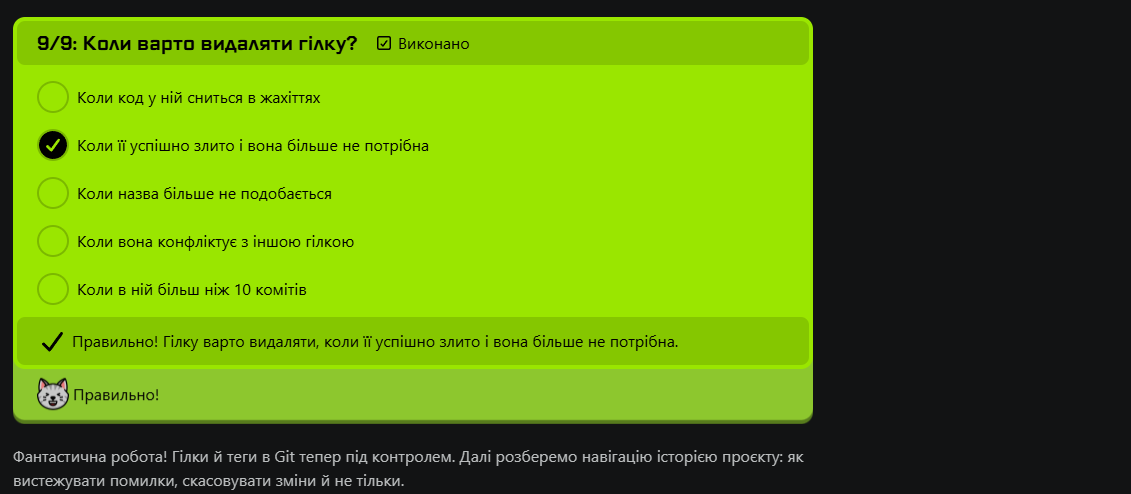 9/9: Коли варто видаляти гілку? Виконано
Коли код у ній сниться в жахіттях
Коли її успішно злито і вона більше не потрібна
Коли назва більше не подобається
Коли вона конфліктує з іншою гілкою
Коли в ній більш ніж 10 комітів
Правильно! Гілку варто видаляти, коли її успішно злито і вона більше не потрібна.
Правильно!
Фантастична робота! Гілки й теги в Git тепер під контролем. Далі розберемо навігацію історією проєкту: як
вистежувати помилки, скасовувати зміни й не тільки.